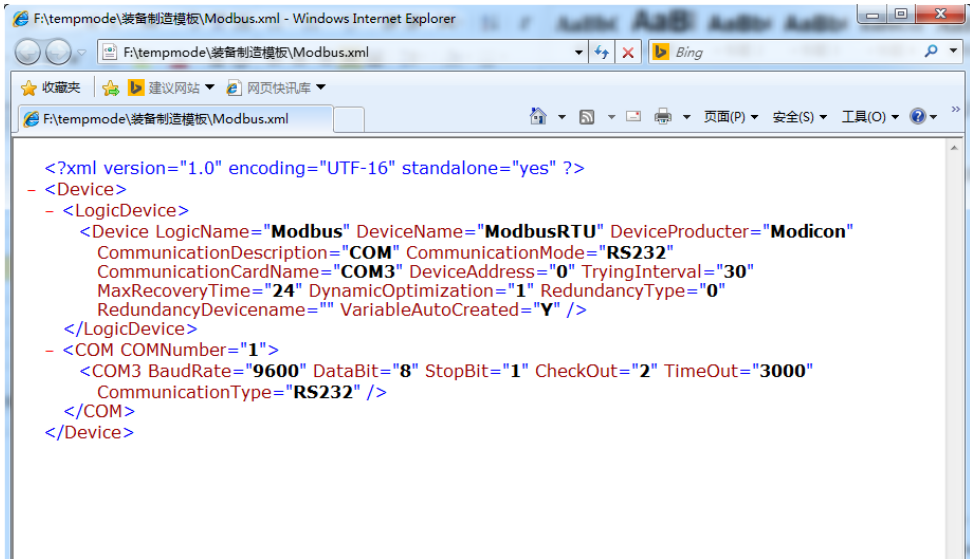 F:\tempmode\装备制造模板\Modbus.xml - Windows Internet Explorer
F:\tempmode\装备制造模板\Modbus.xml
Bing
收藏夹 建议网站 ▼ 网页快讯库 ▼
F:\tempmode\装备制造模板\Modbus.xml 页面(P) ▼ 安全(S) ▼ 工具(O) ▼ »
<?xml version="1.0" encoding="UTF-16" standalone="yes" ?>
- <Device>
- <LogicDevice>
<Device LogicName="Modbus" DeviceName="ModbusRTU" DeviceProducter="Modicon"
CommunicationDescription="COM" CommunicationMode="RS232"
CommunicationCardName="COM3" DeviceAddress="0" TryingInterval="30"
MaxRecoveryTime="24" DynamicOptimization="1" RedundancyType="0"
RedundancyDevicename="" VariableAutoCreated="Y" />
</LogicDevice>
- <COM COMNumber="1">
<COM3 BaudRate="9600" DataBit="8" StopBit="1" CheckOut="2" TimeOut="3000"
CommunicationType="RS232" />
</COM>
</Device>